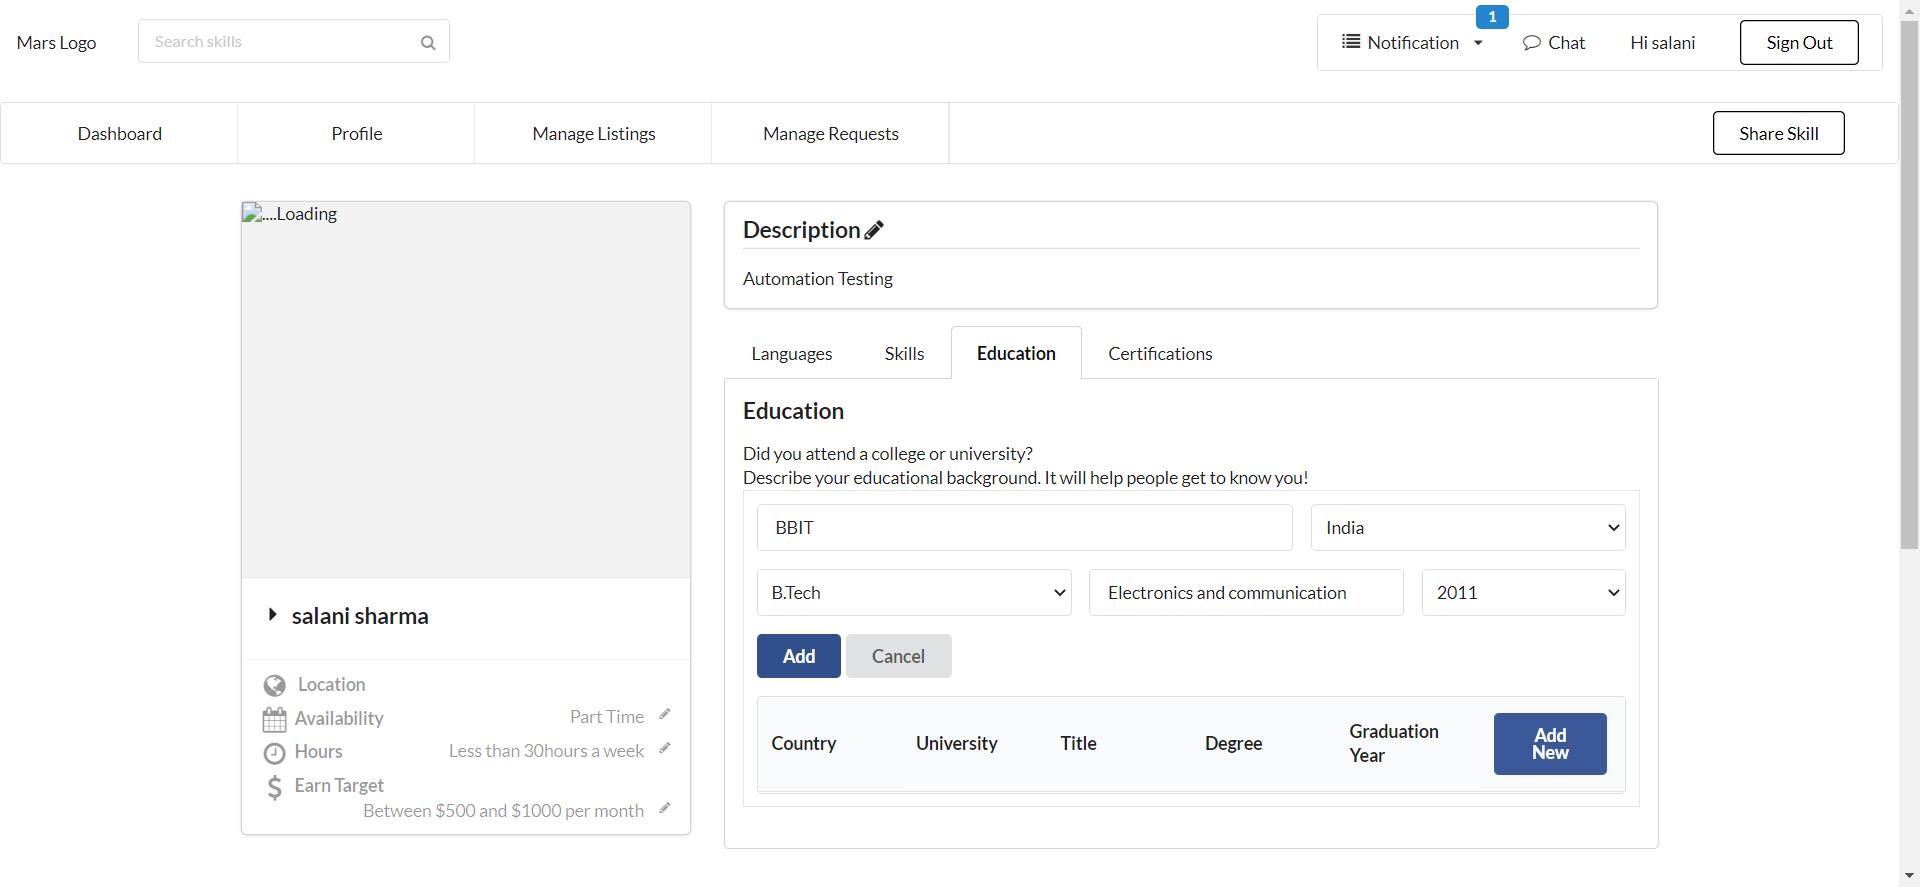 Mars Logo
Search skills
Notification
1
Chat
Hi salani
Sign Out
Dashboard
Profile
Manage Listings
Manage Requests
Share Skill
....Loading
salani sharma
Location
Availability
Part Time
Hours
Less than 30hours a week
Earn Target
Between $500 and $1000 per month
Description
Automation Testing
Languages
Skills
Education
Certifications
Education
Did you attend a college or university?
Describe your educational background. It will help people get to know you!
BBIT
India
B.Tech
Electronics and communication
2011
Add
Cancel
Country
University
Title
Degree
Graduation
Year
Add
New